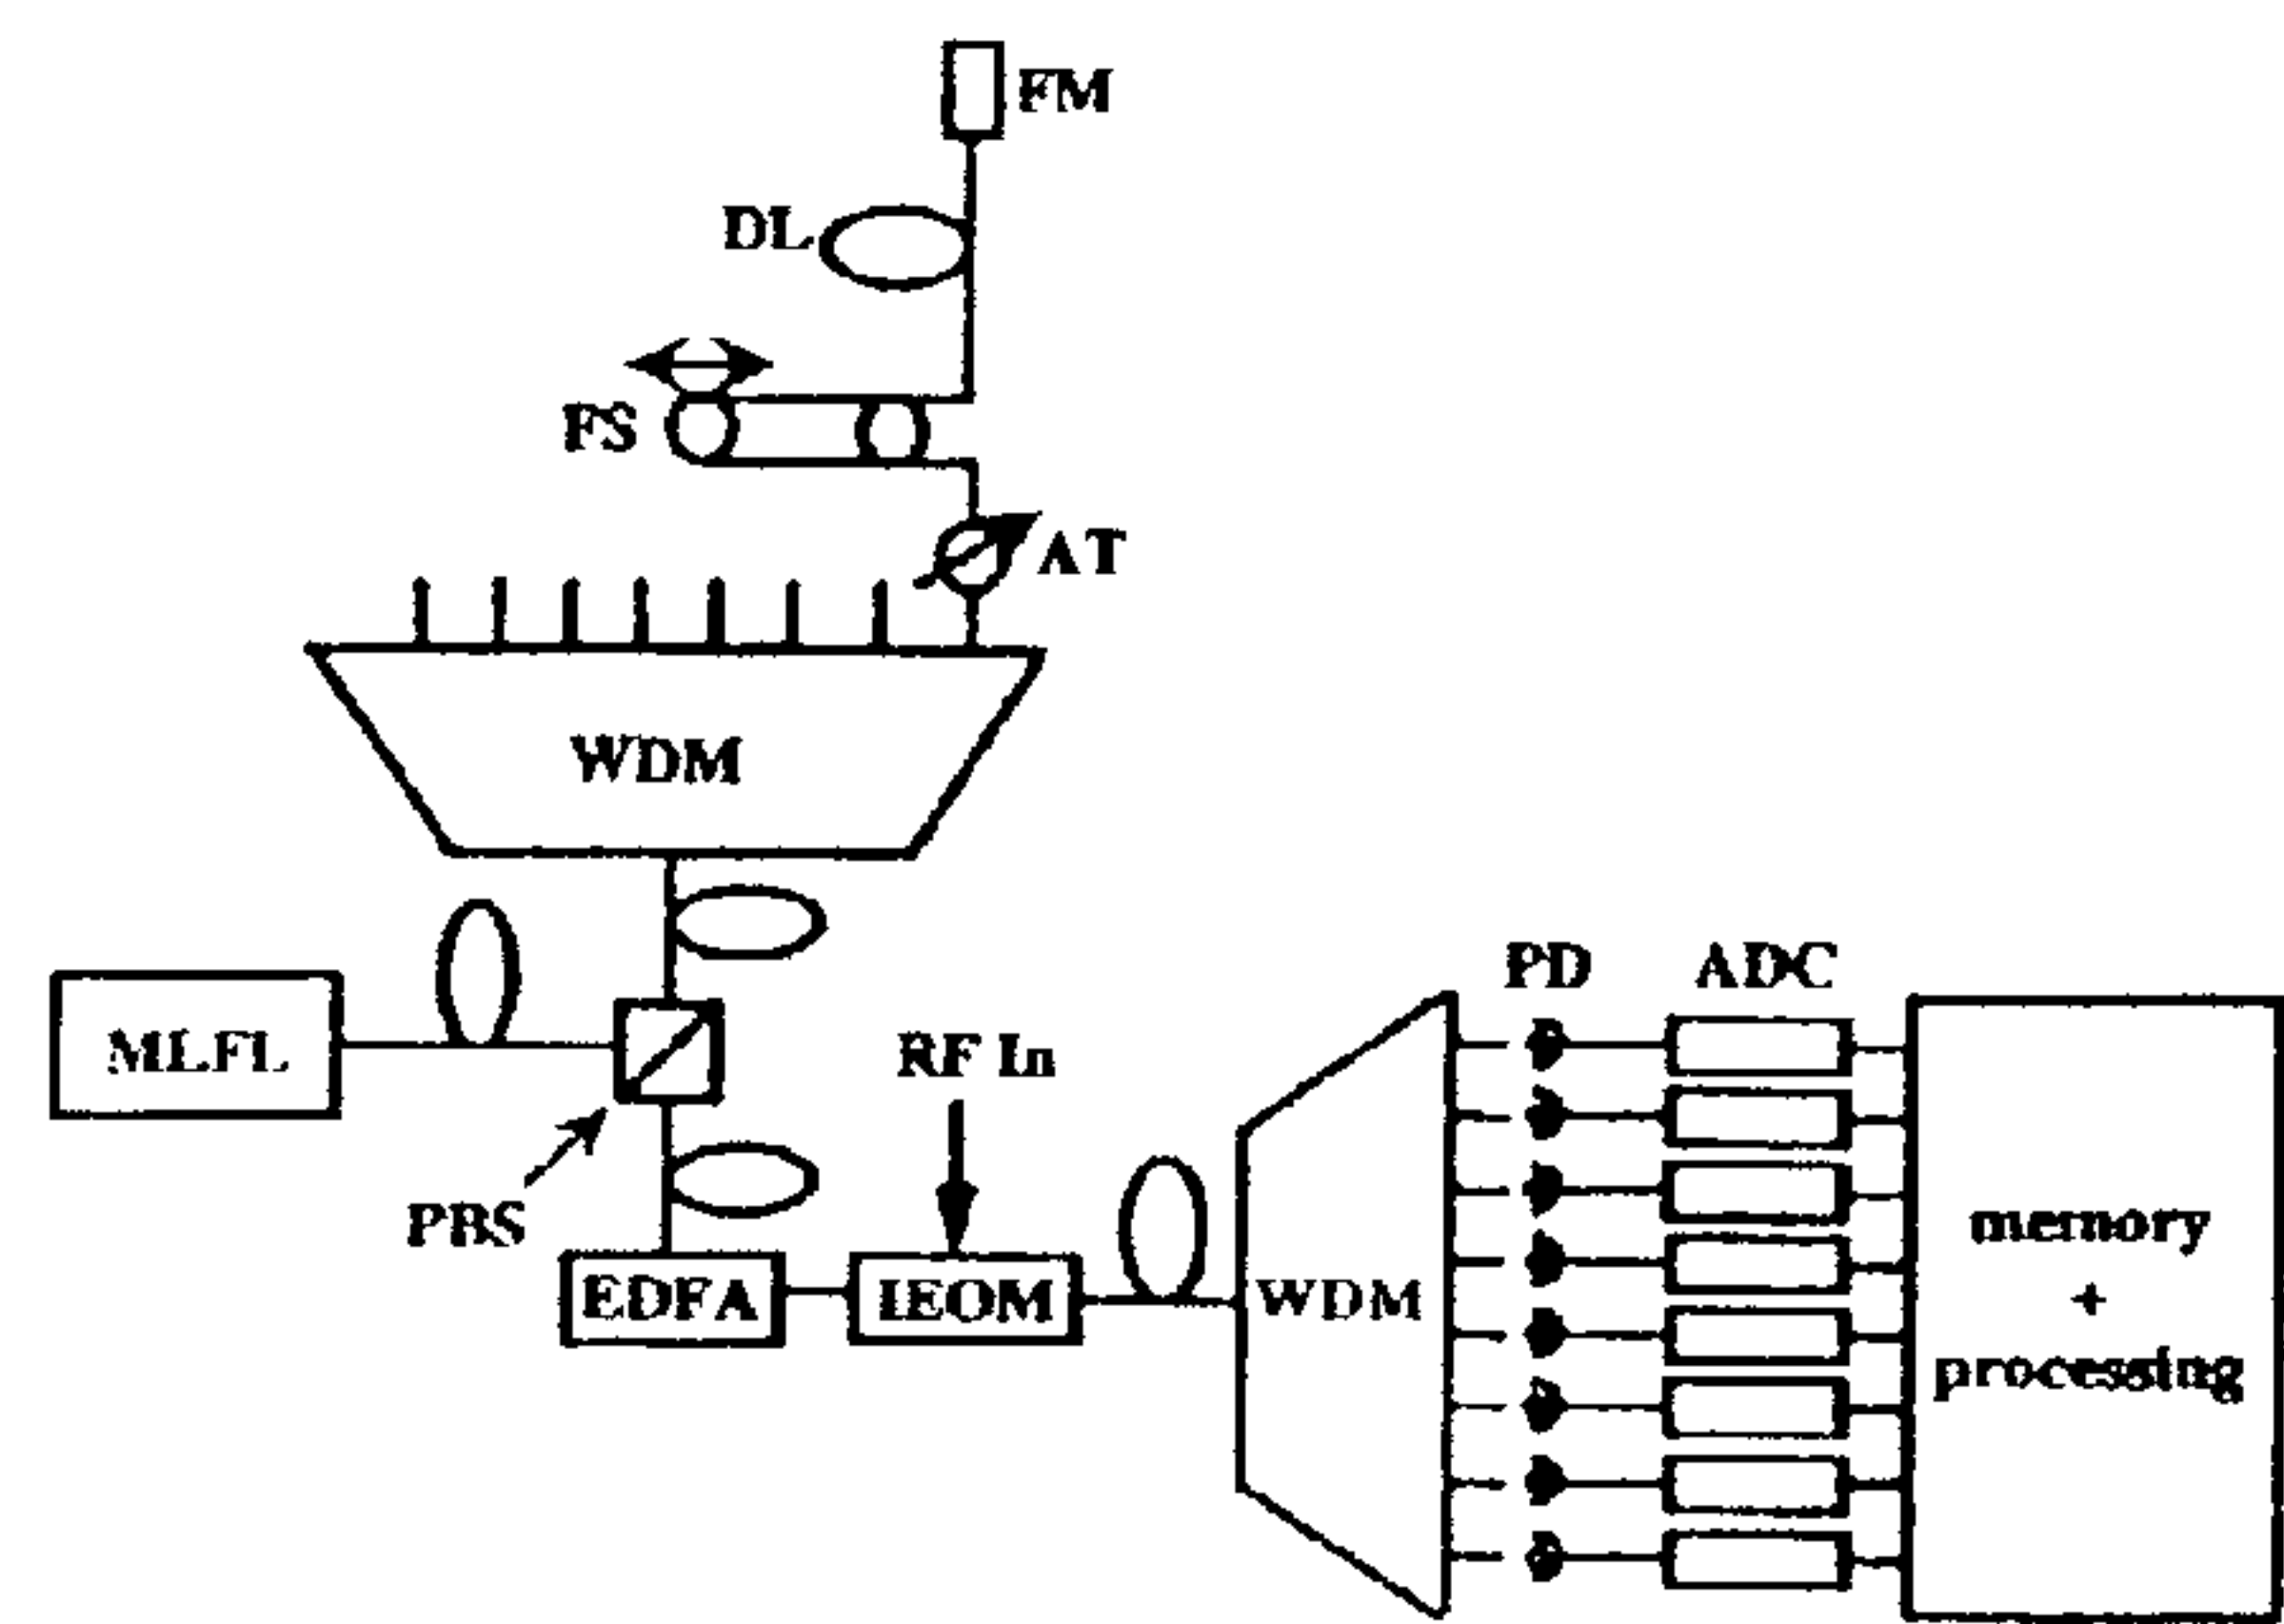 FM
DL
FS
AT
WDM
PD ADC
MLFL
RF In
PBS
memory
+
processing
EDFA
IEOM
WDM